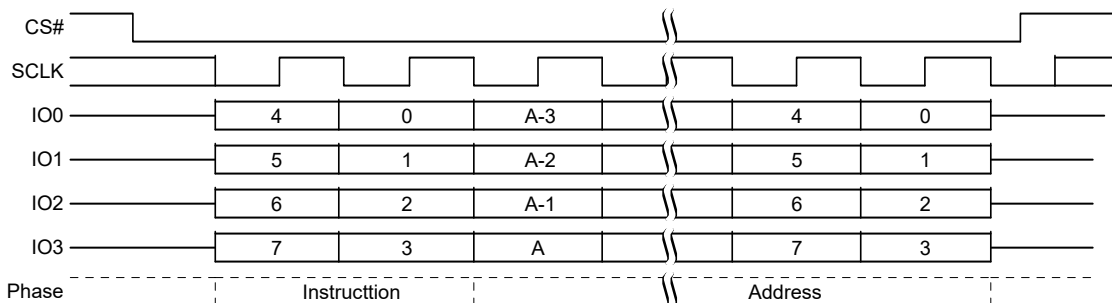 CS#
SCLK
IO0 4 0 A-3 4 0
IO1 5 1 A-2 5 1
IO2 6 2 A-1 6 2
IO3 7 3 A 7 3
Phase Instructtion Address